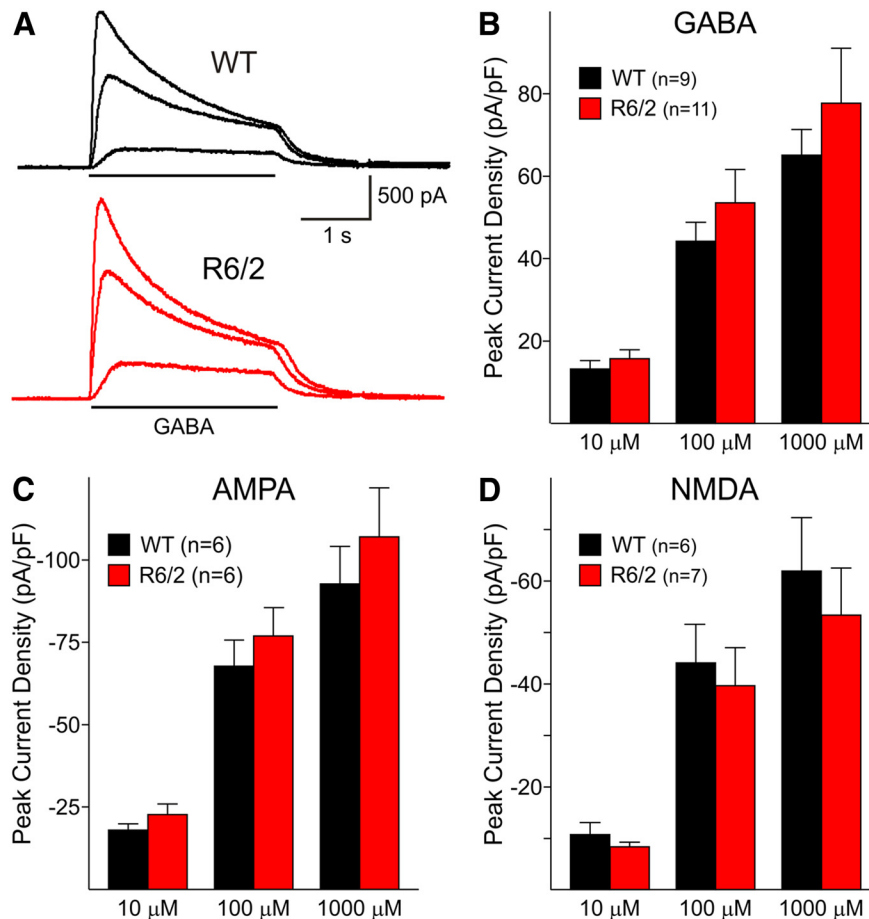 A
WT
500 pA
1 s
R6/2
GABA
B
GABA
Peak Current Density (pA/pF)
WT (n=9)
R6/2 (n=11)
80
60
40
20
10 μM
100 μM
1000 μM
C
AMPA
Peak Current Density (pA/pF)
WT (n=6)
R6/2 (n=6)
-100
-75
-50
-25
10 μM
100 μM
1000 μM
D
NMDA
Peak Current Density (pA/pF)
WT (n=6)
R6/2 (n=7)
-60
-40
-20
10 μM
100 μM
1000 μM